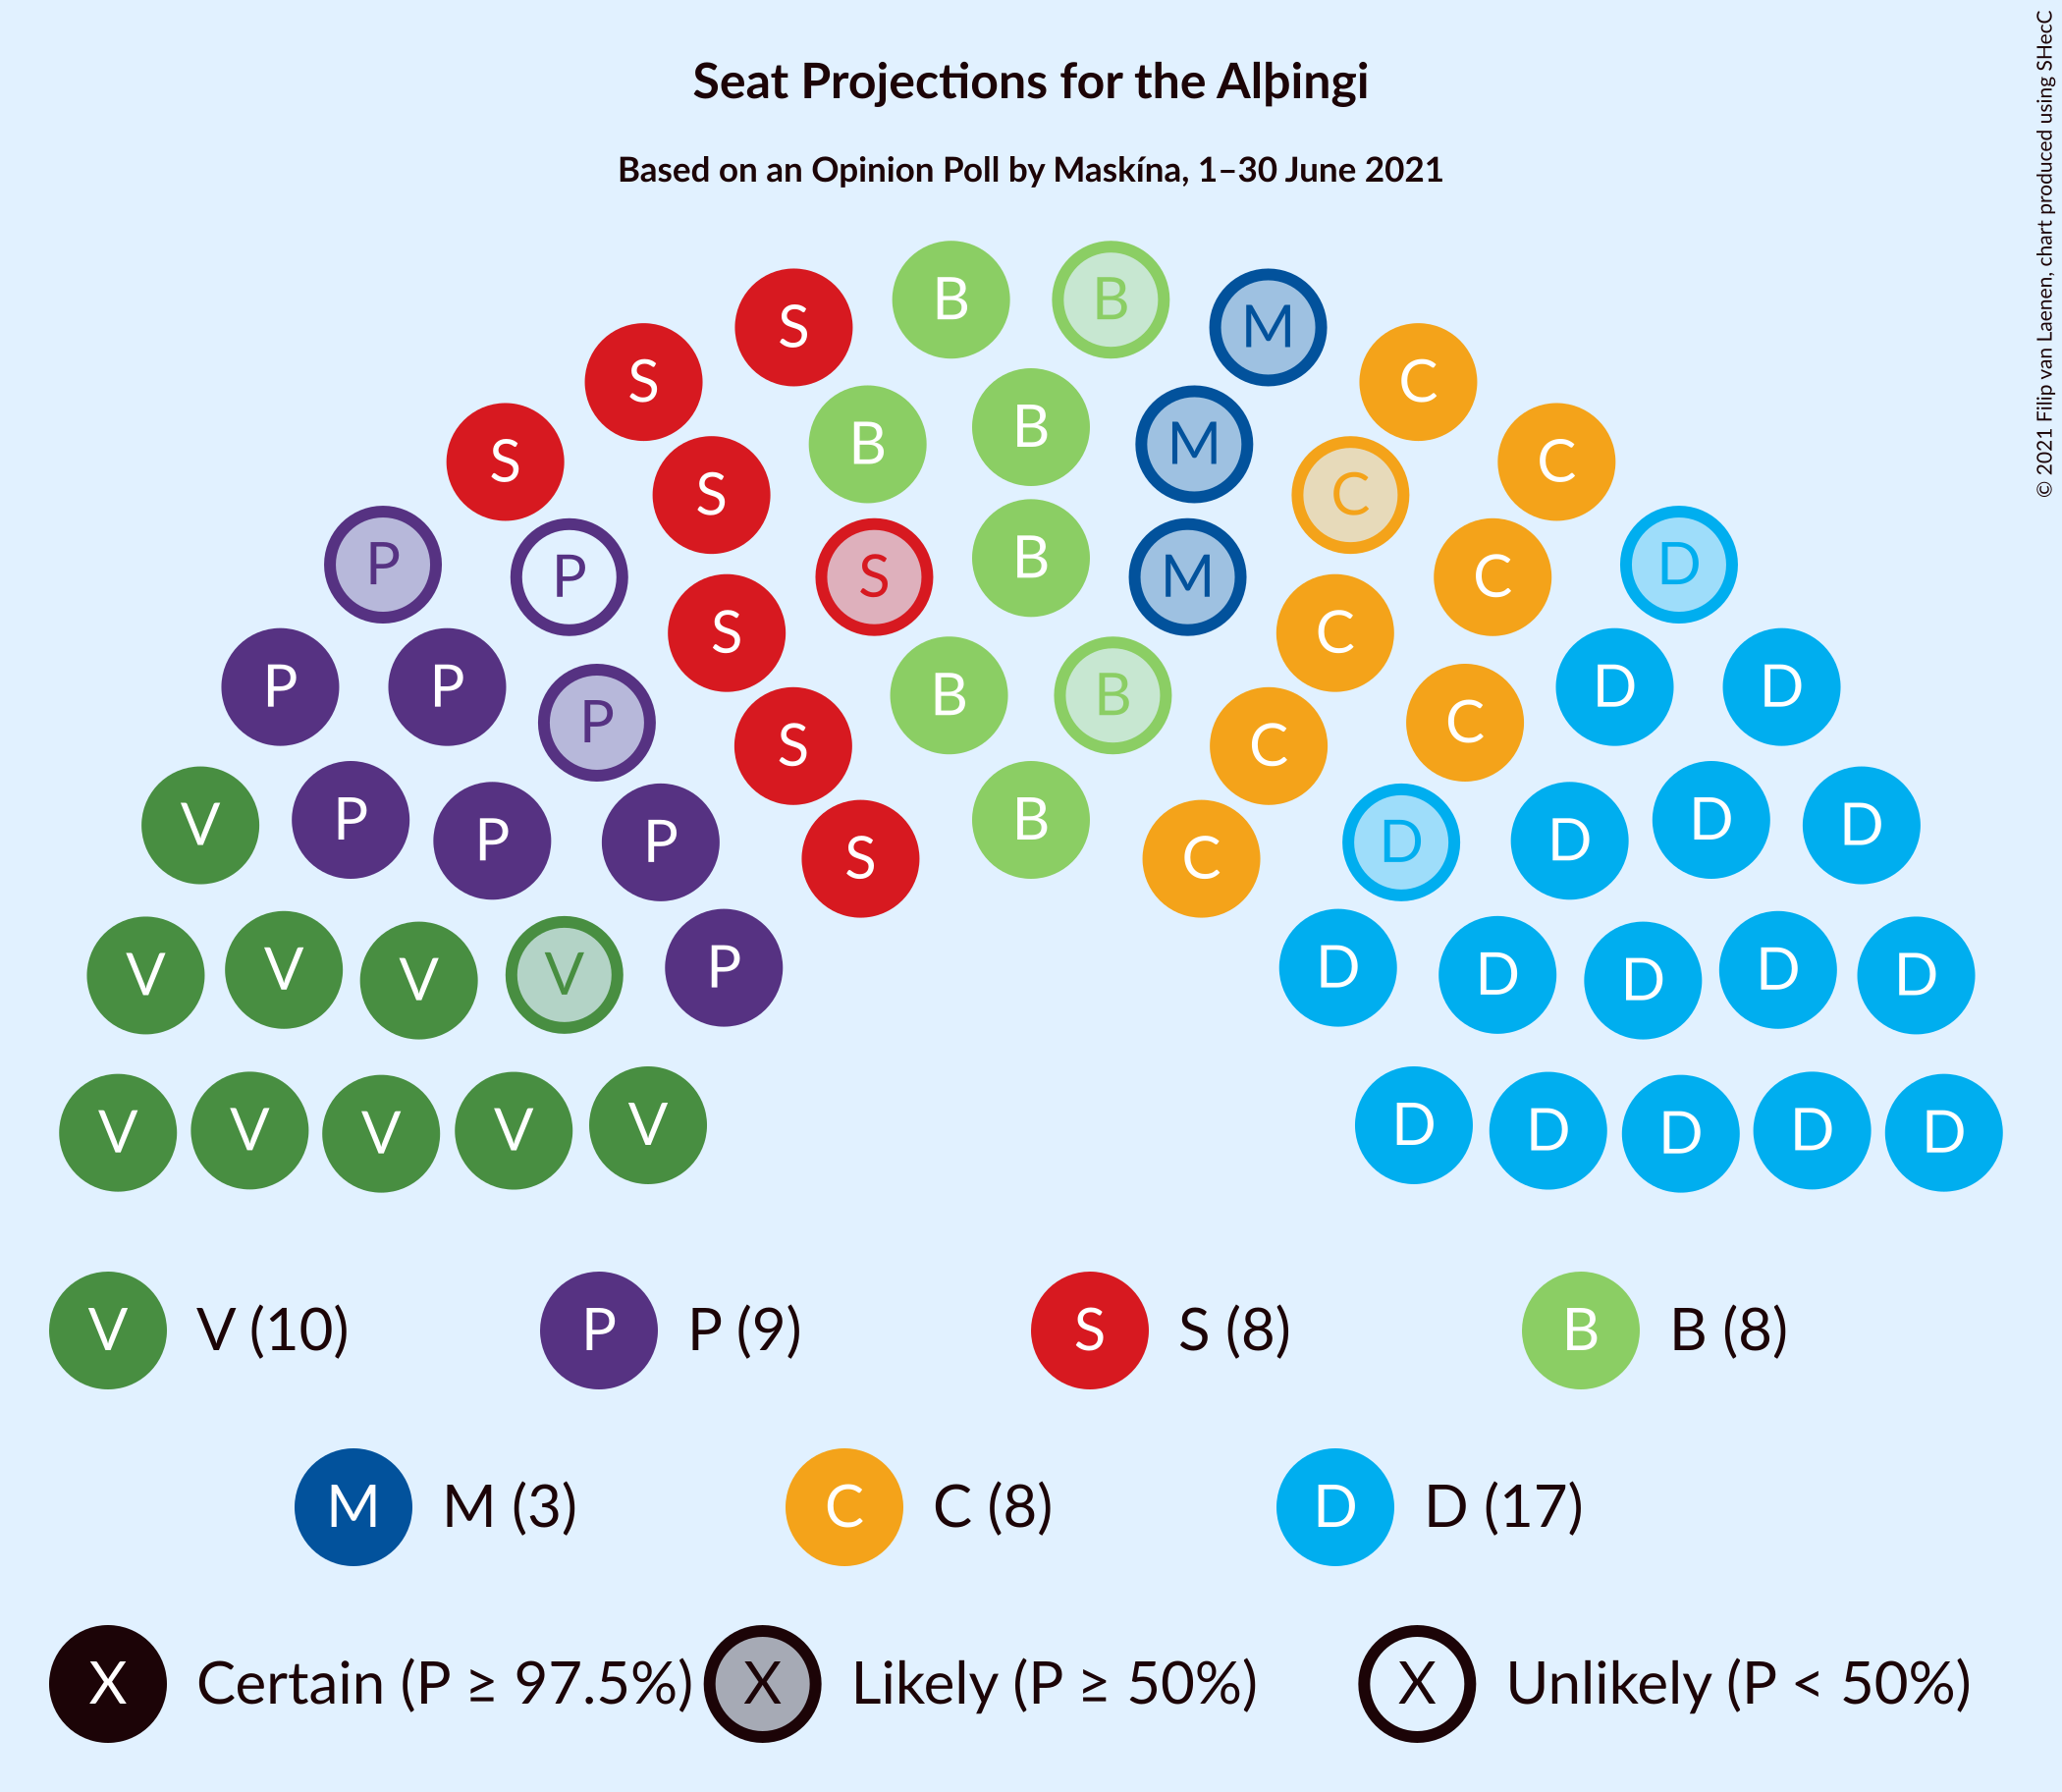 Seat Projections for the Alþingi
Based on an Opinion Poll by Maskína, 1–30 June 2021
© 2021 Filip van Laenen, chart produced using SHecC
B B
S M
S C
B B
S C
B M
S C
P S B D
P S M C
S C
P P B B D D
P C
S C
P P P S B C D D D
V D
V V V V P D D D D D
V V V V V D D D D D
V V (10) P P (9) S S (8) B B (8)
M M (3) C C (8) D D (17)
X Certain (P ≥ 97.5%) X Likely (P ≥ 50%) X Unlikely (P < 50%)